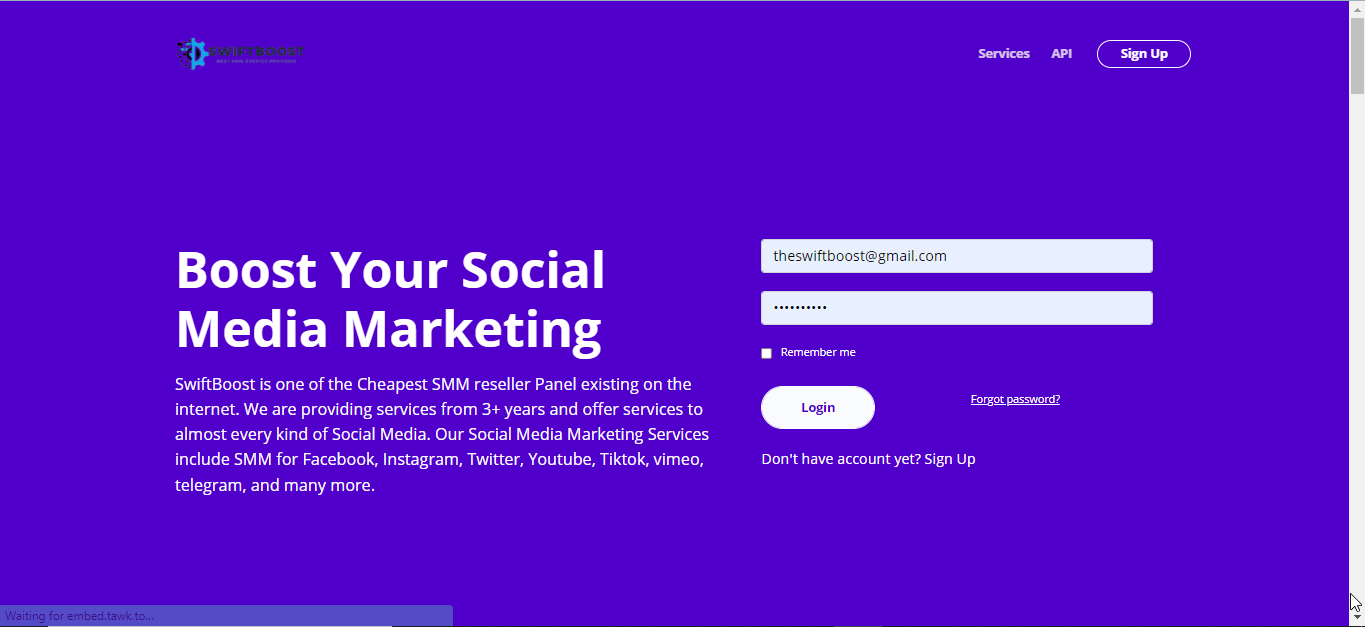 SWIFTBOOST
Services
API
Sign Up
Boost Your Social
Media Marketing
SwiftBoost is one of the Cheapest SMM reseller Panel existing on the
internet. We are providing services from 3+ years and offer services to
almost every kind of Social Media. Our Social Media Marketing Services
include SMM for Facebook, Instagram, Twitter, Youtube, Tiktok, vimeo,
telegram, and many more.
theswiftboost@gmail.com
••••••••••
Remember me
Login
Forgot password?
Don't have account yet? Sign Up
Waiting for embed.tawk.to...